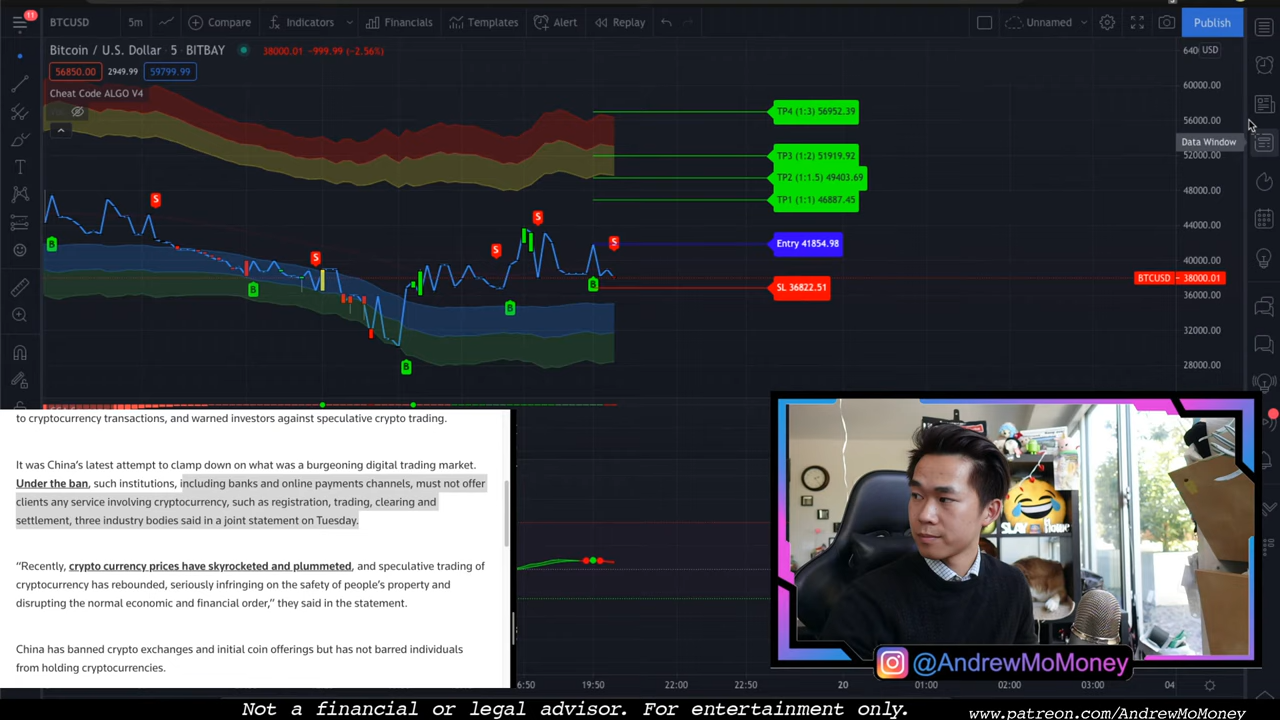 11
BTCUSD
5m
Compare
Indicators
Financials
Templates
Alert
Replay
Unnamed
Publish
Bitcoin / U.S. Dollar 5 BITBAY
38000.01 -999.99 (-2.56%)
56850.00 2949.99 59799.99
Cheat Code ALGO V4
USD
60000.00
56000.00
Data Window
52000.00
48000.00
44000.00
40000.00
BTCUSD 38000.01
36000.00
32000.00
28000.00
TP4 (1:3) 56952.39
TP3 (1:2) 51919.92
TP2 (1:1.5) 49403.69
TP1 (1:1) 46887.45
Entry 41854.98
SL 36822.51
S
S
S
S
S
B
B
B
B
B
to cryptocurrency transactions, and warned investors against speculative crypto trading.
It was China's latest attempt to clamp down on what was a burgeoning digital trading market.
Under the ban, such institutions, including banks and online payments channels, must not offer
clients any service involving cryptocurrency, such as registration, trading, clearing and
settlement, three industry bodies said in a joint statement on Tuesday.
“Recently, crypto currency prices have skyrocketed and plummeted, and speculative trading of
cryptocurrency has rebounded, seriously infringing on the safety of people's property and
disrupting the normal economic and financial order,” they said in the statement.
China has banned crypto exchanges and initial coin offerings but has not barred individuals
from holding cryptocurrencies.
SLAY
@AndrewMoMoney
6:50
19:50
22:00
22:50
20
01:00
02:00
03:00
04
Not a financial or legal advisor. For entertainment only.
www.patreon.com/AndrewMoMoney